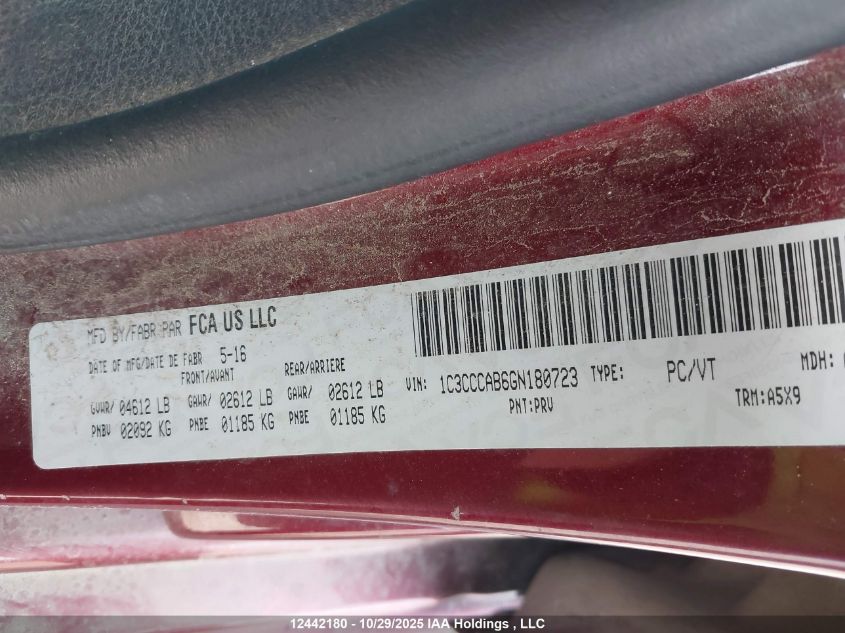 MFD BY/FABR PAR FCA US LLC
DATE OF MFG/DATE DE FABR 5-16
FRONT/AVANT REAR/ARRIERE
GVWR/ 04612 LB GAWR/ 02612 LB GAWR/ 02612 LB
PNBV 02092 KG PNBE 01185 KG PNBE 01185 KG
VIN: 1C3CCCAB6GN180723 TYPE: PC/VT MDH:
PNT:PRV TRM:A5X9
12442180 - 10/29/2025 IAA Holdings , LLC